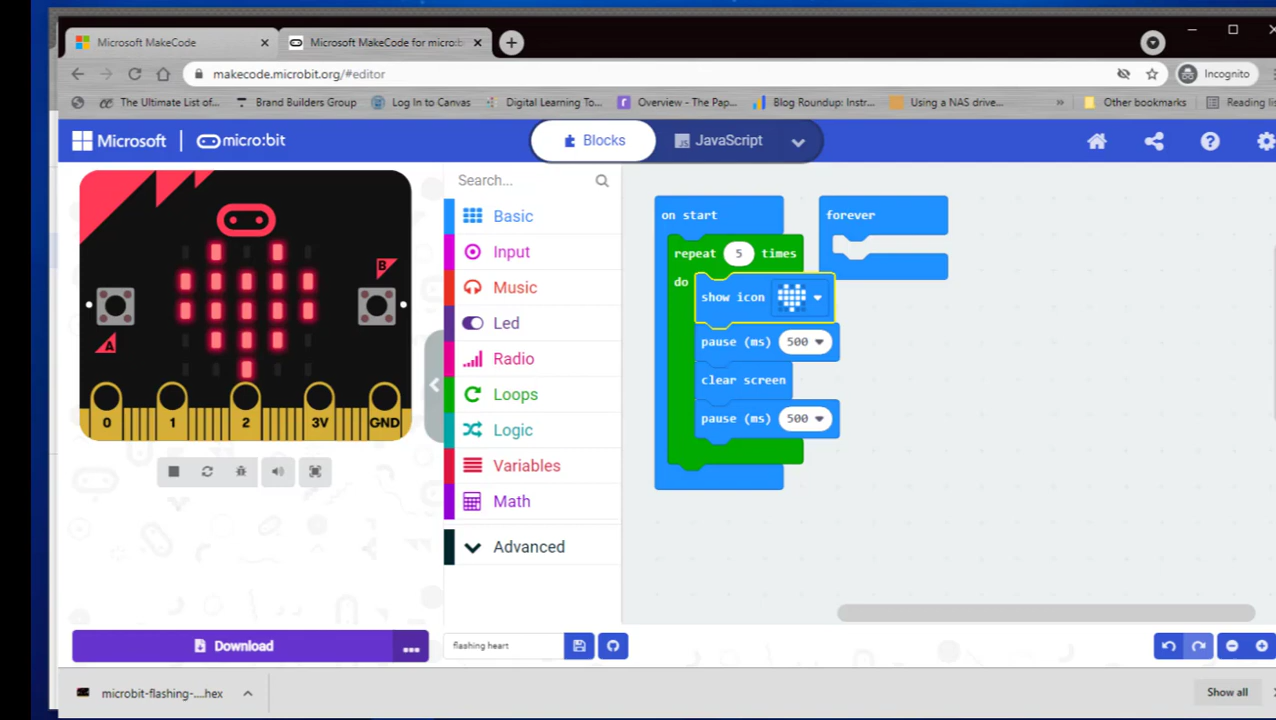 Microsoft MakeCode
Microsoft MakeCode for micro:b
makecode.microbit.org/#editor
Incognito
The Ultimate List of...
Brand Builders Group
Log In to Canvas
Digital Learning To...
Overview - The Pap...
Blog Roundup: Instr...
Using a NAS drive...
»
Other bookmarks
Reading lis
Microsoft
micro:bit
Blocks
JavaScript
A
B
0
1
2
3V
GND
Search...
Basic
Input
Music
Led
Radio
Loops
Logic
Variables
Math
Advanced
on start
repeat 5 times
do
show icon
pause (ms) 500
clear screen
pause (ms) 500
forever
Download
...
flashing heart
microbit-flashing-....hex
Show all